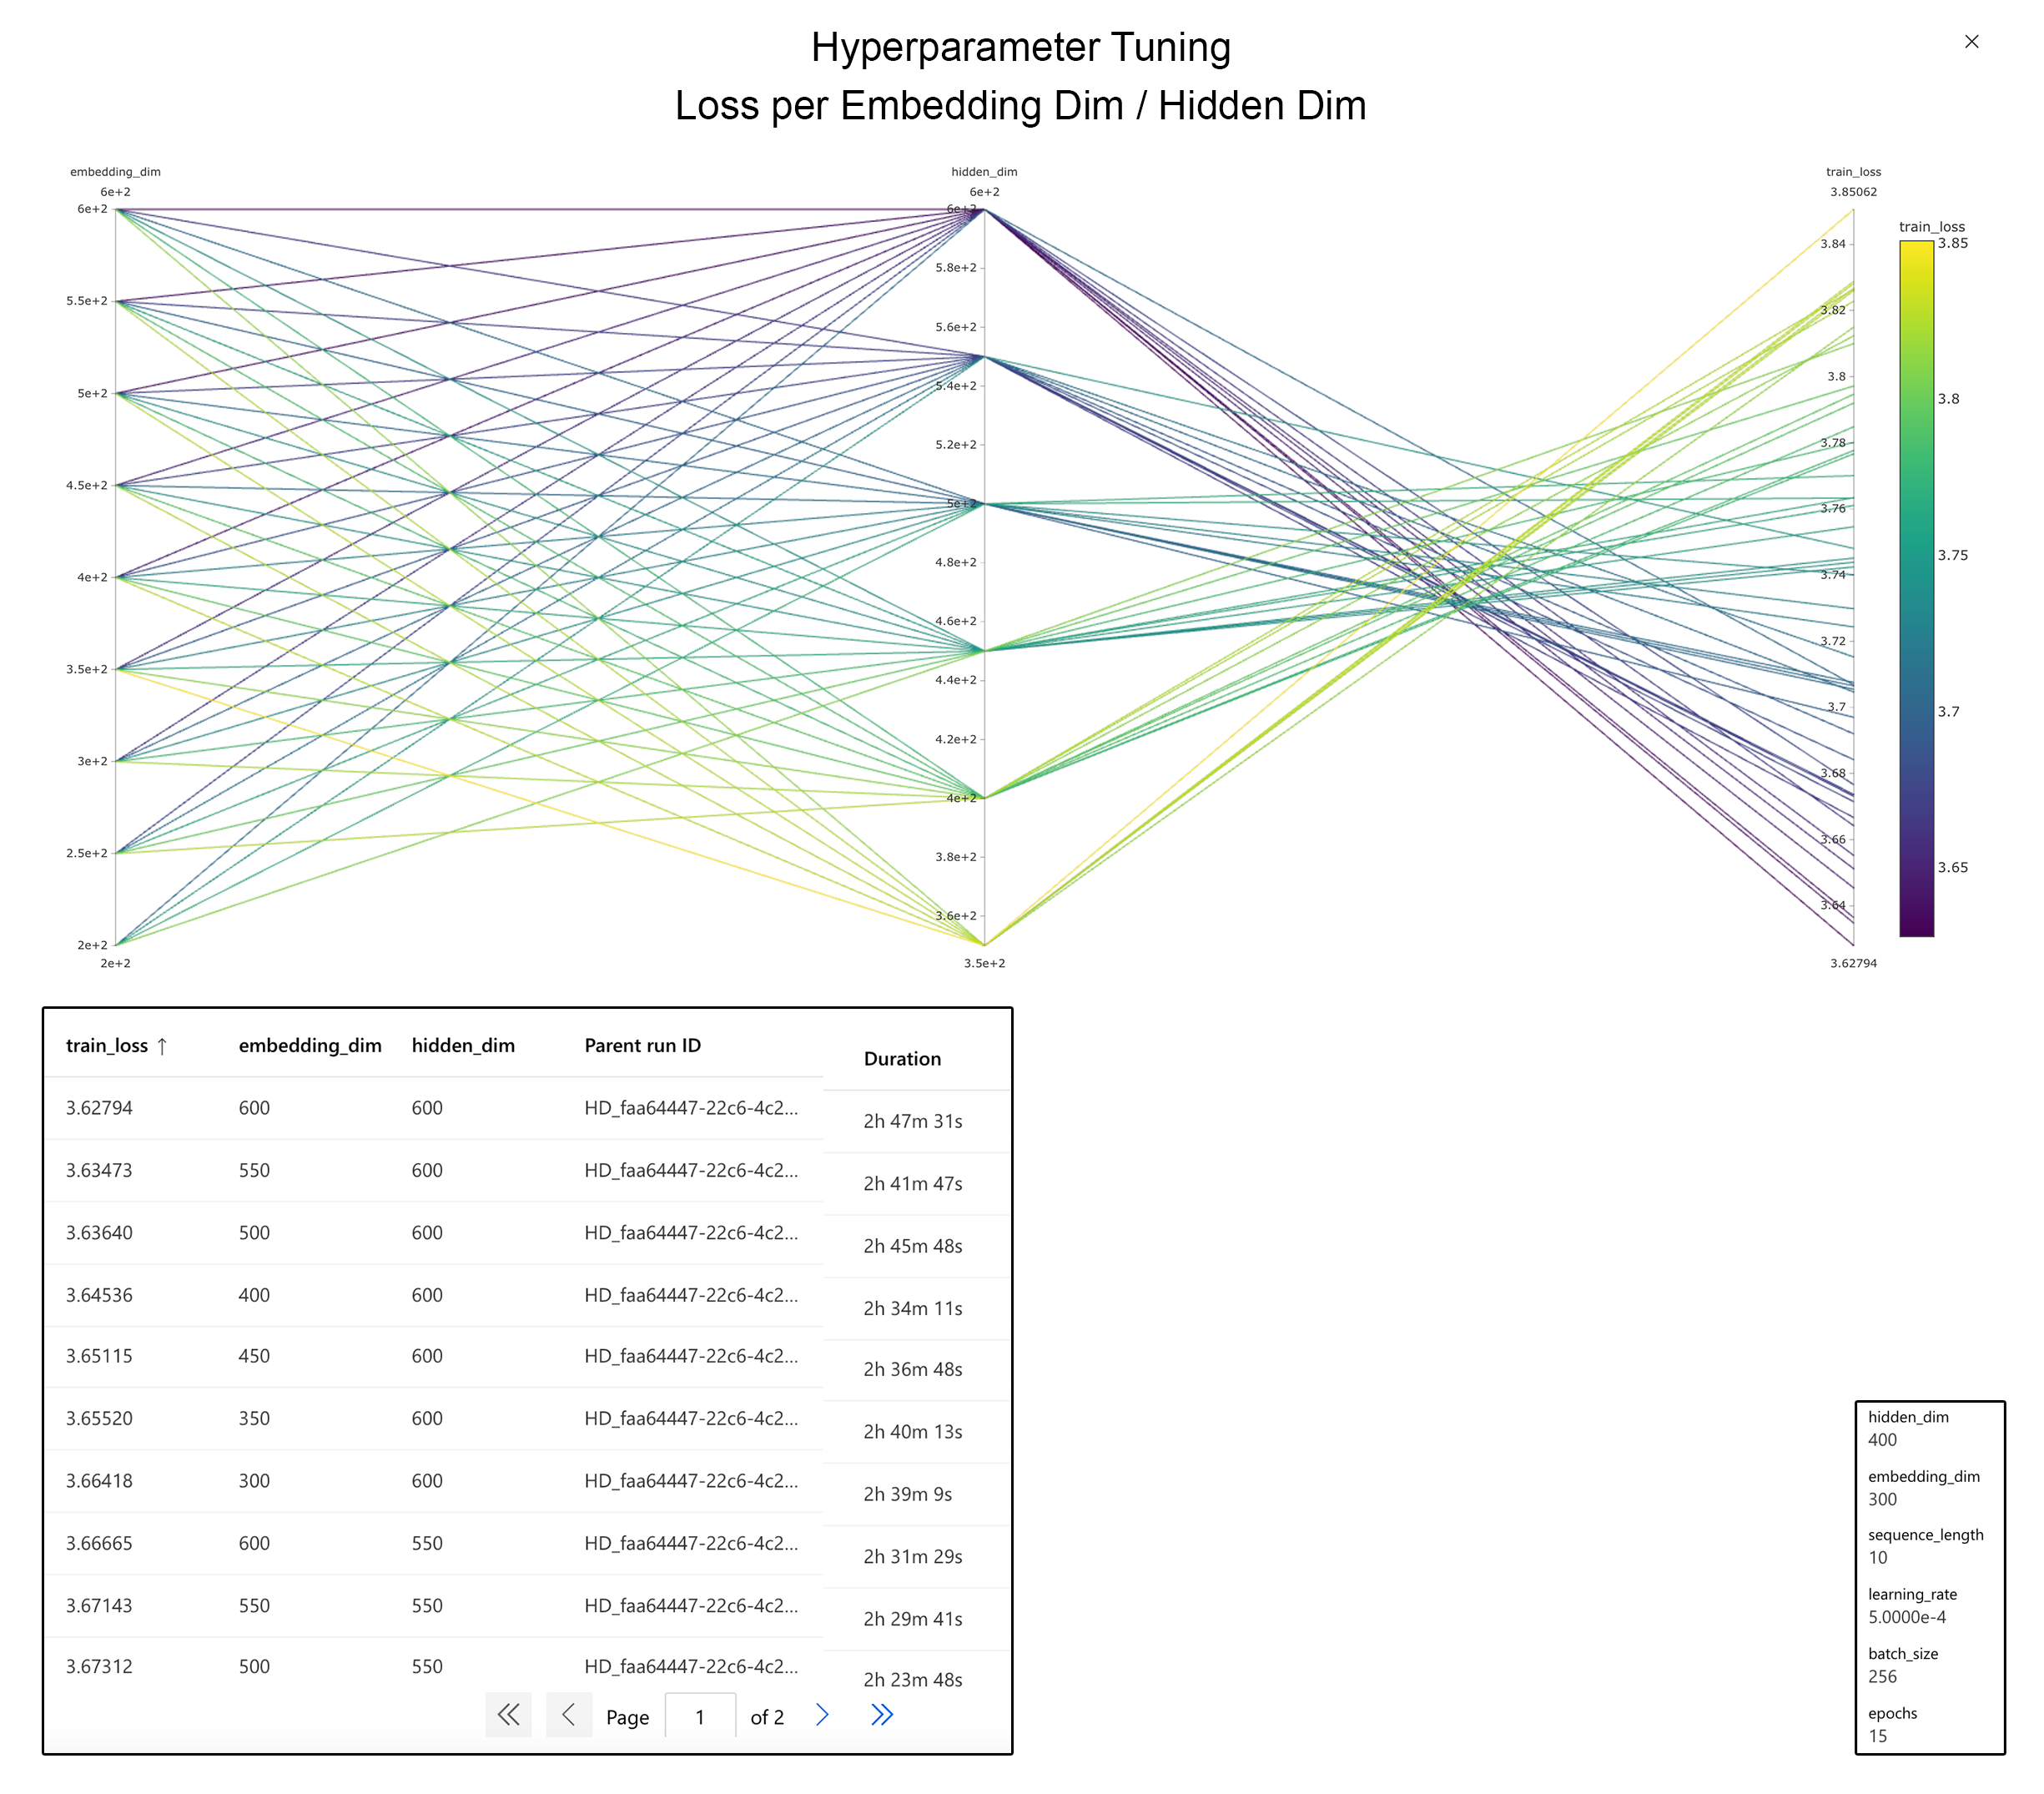 Hyperparameter Tuning
Loss per Embedding Dim / Hidden Dim
embedding_dim
6e+2
6e+2
5.5e+2
5e+2
4.5e+2
4e+2
3.5e+2
3e+2
2.5e+2
2e+2
2e+2
hidden_dim
6e+2
6e+2
5.8e+2
5.6e+2
5.4e+2
5.2e+2
5e+2
4.8e+2
4.6e+2
4.4e+2
4.2e+2
4e+2
3.8e+2
3.6e+2
3.5e+2
train_loss
3.85062
3.84
3.82
3.8
3.78
3.76
3.74
3.72
3.7
3.68
3.66
3.64
3.62794
train_loss
3.85
3.8
3.75
3.7
3.65
train_loss ↑ embedding_dim hidden_dim Parent run ID Duration
3.62794 600 600 HD_faa64447-22c6-4c2... 2h 47m 31s
3.63473 550 600 HD_faa64447-22c6-4c2... 2h 41m 47s
3.63640 500 600 HD_faa64447-22c6-4c2... 2h 45m 48s
3.64536 400 600 HD_faa64447-22c6-4c2... 2h 34m 11s
3.65115 450 600 HD_faa64447-22c6-4c2... 2h 36m 48s
3.65520 350 600 HD_faa64447-22c6-4c2... 2h 40m 13s
3.66418 300 600 HD_faa64447-22c6-4c2... 2h 39m 9s
3.66665 600 550 HD_faa64447-22c6-4c2... 2h 31m 29s
3.67143 550 550 HD_faa64447-22c6-4c2... 2h 29m 41s
3.67312 500 550 HD_faa64447-22c6-4c2... 2h 23m 48s
Page 1 of 2
hidden_dim
400
embedding_dim
300
sequence_length
10
learning_rate
5.0000e-4
batch_size
256
epochs
15